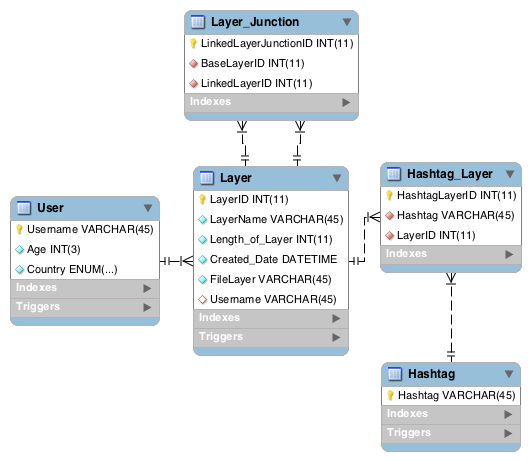 Layer_Junction
LinkedLayerJunctionID INT(11)
BaseLayerID INT(11)
LinkedLayerID INT(11)
Indexes
User
Username VARCHAR(45)
Age INT(3)
Country ENUM(...)
Indexes
Triggers
Layer
LayerID INT(11)
LayerName VARCHAR(45)
Length_of_Layer INT(11)
Created_Date DATETIME
FileLayer VARCHAR(45)
Username VARCHAR(45)
Indexes
Triggers
Hashtag_Layer
HashtagLayerID INT(11)
Hashtag VARCHAR(45)
LayerID INT(11)
Indexes
Hashtag
Hashtag VARCHAR(45)
Indexes
Triggers